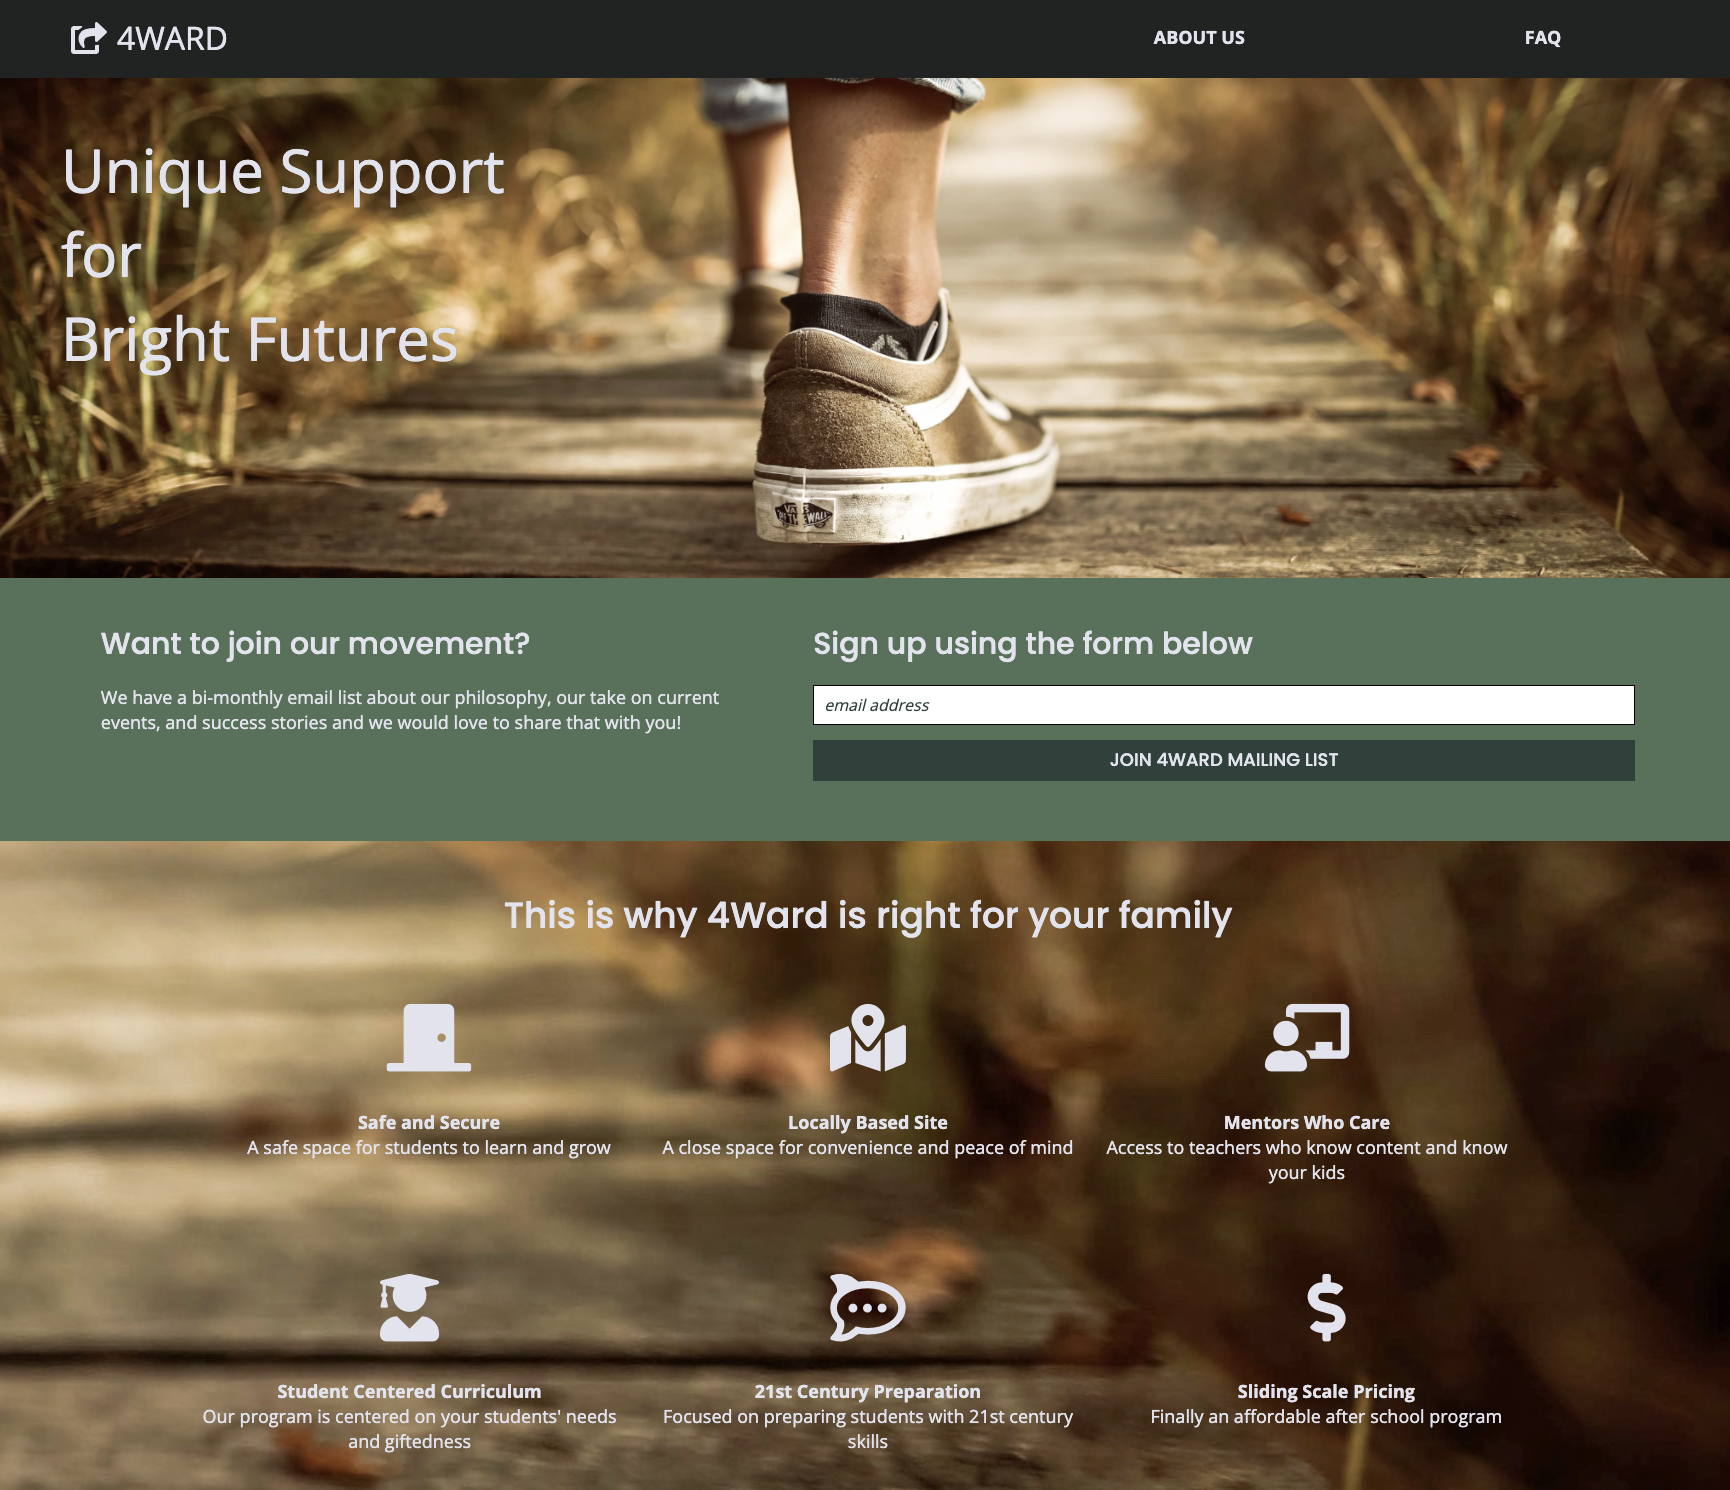 4WARD
ABOUT US
FAQ
Unique Support
for
Bright Futures
VANS
OF THE WALL
Want to join our movement?
We have a bi-monthly email list about our philosophy, our take on current
events, and success stories and we would love to share that with you!
Sign up using the form below
email address
JOIN 4WARD MAILING LIST
This is why 4Ward is right for your family
Safe and Secure
A safe space for students to learn and grow
Locally Based Site
A close space for convenience and peace of mind
Mentors Who Care
Access to teachers who know content and know
your kids
Student Centered Curriculum
Our program is centered on your students' needs
and giftedness
21st Century Preparation
Focused on preparing students with 21st century
skills
Sliding Scale Pricing
Finally an affordable after school program